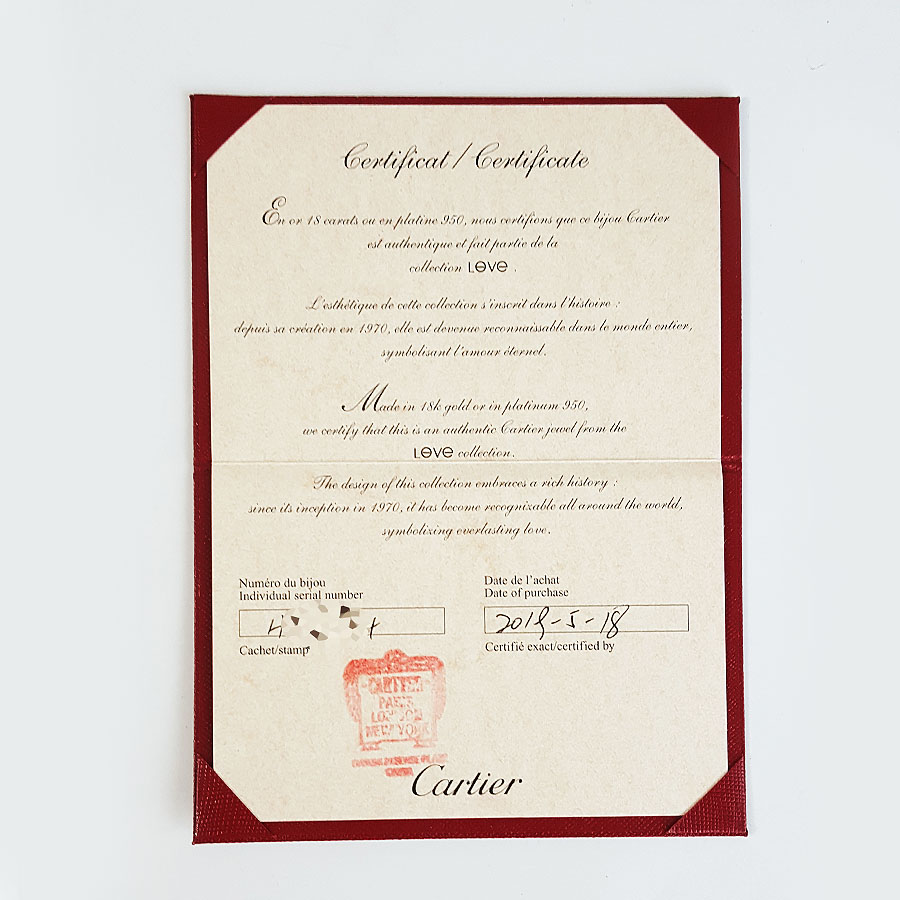 Certificat / Certificate
En or 18 carats ou en platine 950, nous certifions que ce bijou Cartier
est authentique et fait partie de la
collection LOVE .
L'esthétique de cette collection s'inscrit dans l'histoire :
depuis sa création en 1970, elle est devenue reconnaissable dans le monde entier,
symbolisant l'amour éternel.
Made in 18k gold or in platinum 950,
we certify that this is an authentic Cartier jewel from the
LOVE collection.
The design of this collection embraces a rich history :
since its inception in 1970, it has become recognizable all around the world,
symbolizing everlasting love.
Numéro du bijou
Individual serial number
Date de l'achat
Date of purchase
2019-5-18
Cachet/stamp
Certifié exact/certified by
CARTIER
PARIS
LONDON
NEW YORK
CHINA
Cartier